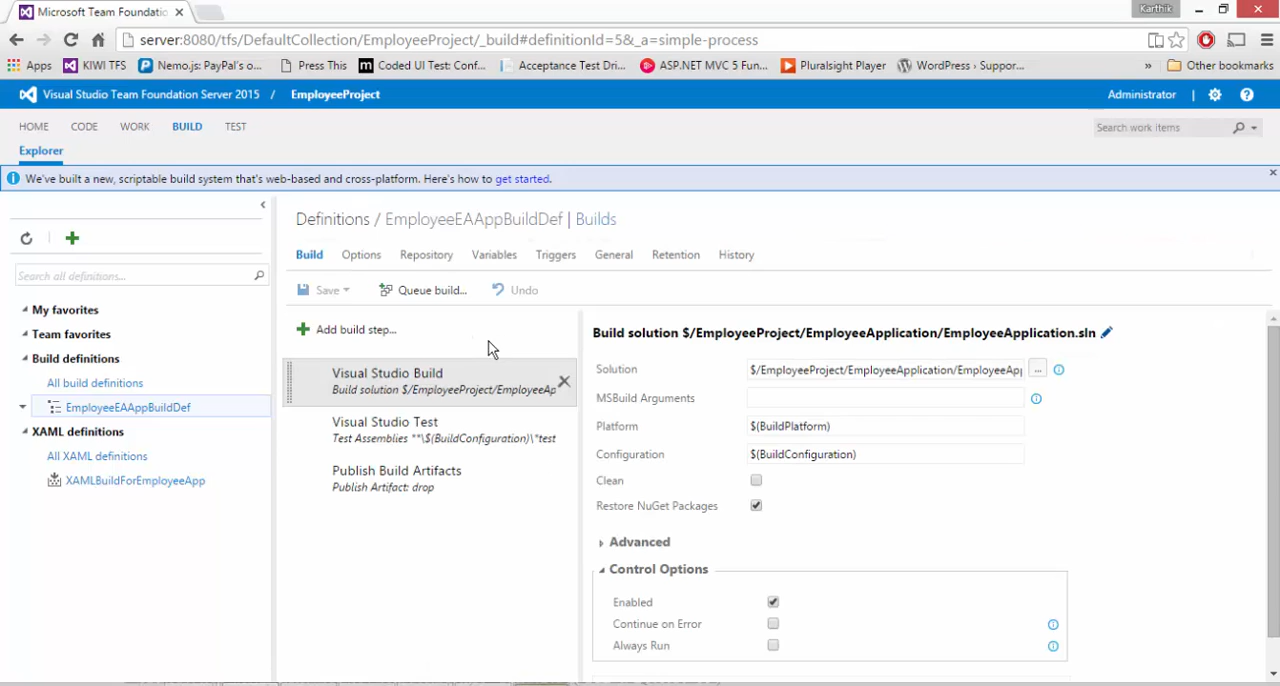 Microsoft Team Foundatio
Karthik
server:8080/tfs/DefaultCollection/EmployeeProject/_build#definitionId=5&_a=simple-process
Apps KIWI TFS Nemo.js: PayPal's o... Press This Coded UI Test: Conf... Acceptance Test Dri... ASP.NET MVC 5 Fun... Pluralsight Player WordPress › Suppor... » Other bookmarks
Visual Studio Team Foundation Server 2015 / EmployeeProject Administrator |
HOME CODE WORK BUILD TEST Search work items
Explorer
We've built a new, scriptable build system that's web-based and cross-platform. Here's how to get started.
Definitions / EmployeeEAAppBuildDef | Builds
Build Options Repository Variables Triggers General Retention History
Search all definitions...
Save Queue build... Undo
My favorites
Team favorites
Build definitions
All build definitions
EmployeeEAAppBuildDef
XAML definitions
All XAML definitions
XAMLBuildForEmployeeApp
Add build step...
Visual Studio Build
Build solution $/EmployeeProject/EmployeeAp
Visual Studio Test
Test Assemblies **\$(BuildConfiguration)\*test
Publish Build Artifacts
Publish Artifact: drop
Build solution $/EmployeeProject/EmployeeApplication/EmployeeApplication.sln
Solution $/EmployeeProject/EmployeeApplication/EmployeeApp ...
MSBuild Arguments
Platform $(BuildPlatform)
Configuration $(BuildConfiguration)
Clean
Restore NuGet Packages
Advanced
Control Options
Enabled
Continue on Error
Always Run